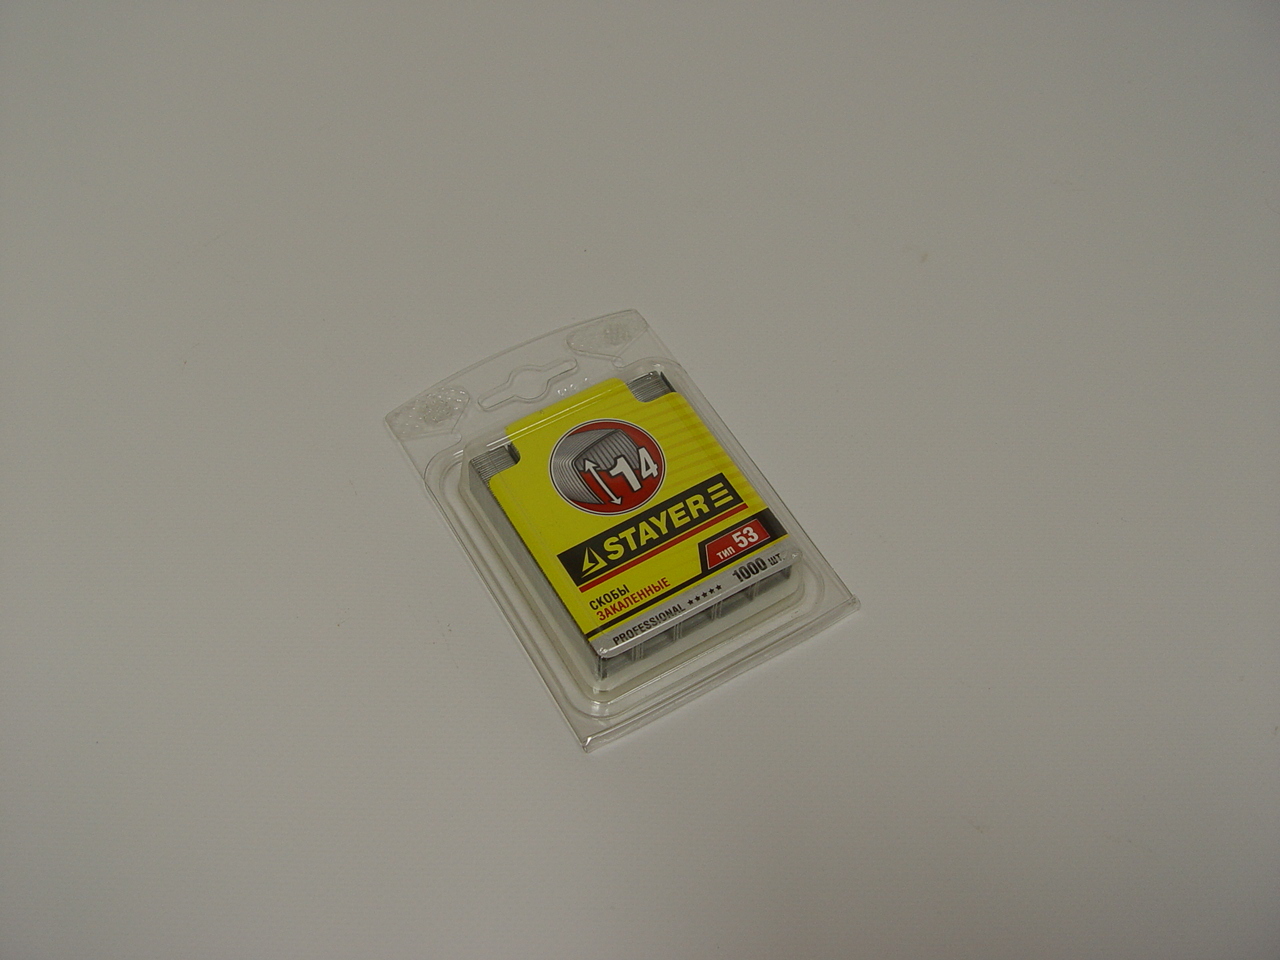 14
STAYER
ТИП 53
СКОБЫ
ЗАКАЛЕННЫЕ
PROFESSIONAL ★★★★★ 1000 ШТ.